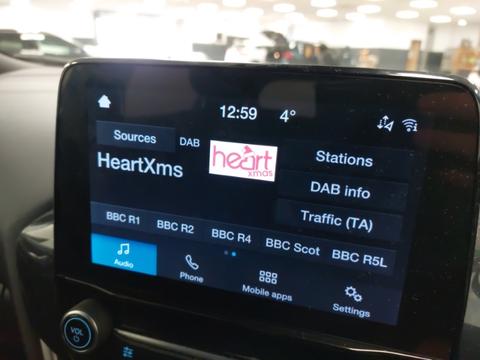 12:59 4°
Sources DAB
HeartXms
heart
xmas
Stations
DAB info
Traffic (TA)
BBC R1 BBC R2 BBC R4 BBC Scot BBC R5L
Audio Phone Mobile apps Settings
VOL